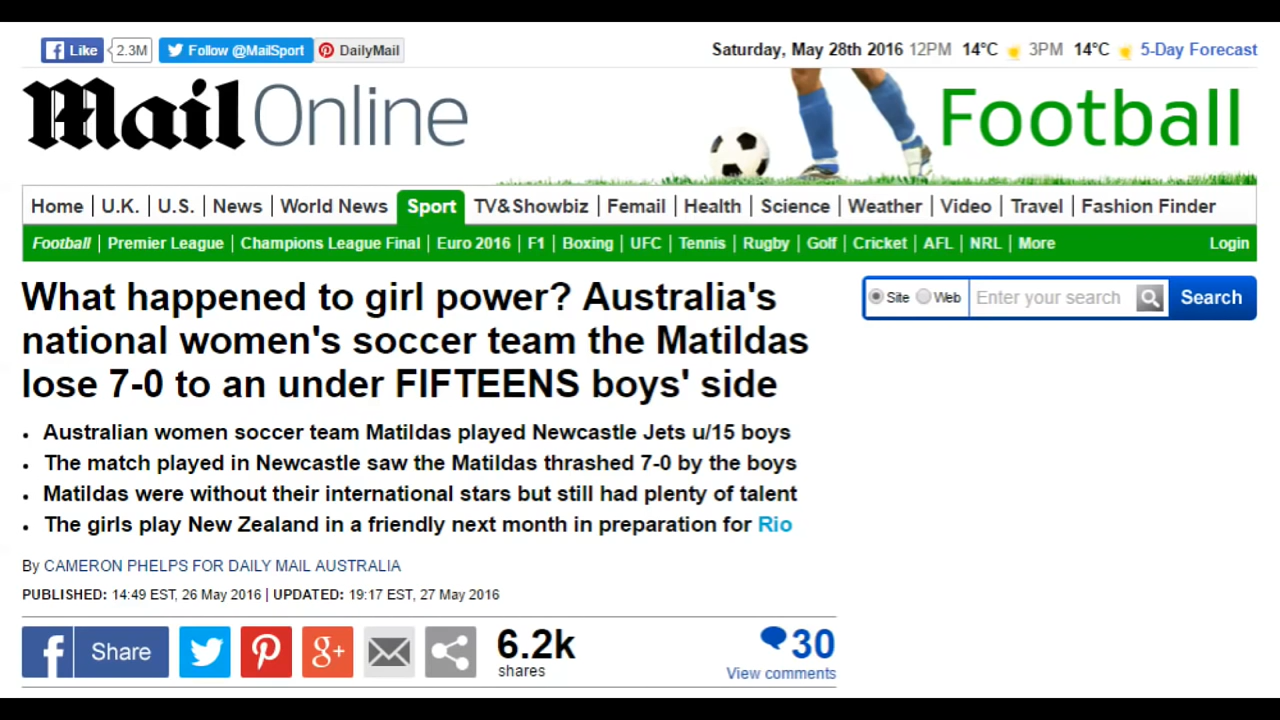 Like 2.3M Follow @MailSport DailyMail Saturday, May 28th 2016 12PM 14°C 3PM 14°C 5-Day Forecast
Mail Online Football
Home U.K. U.S. News World News Sport TV&Showbiz Femail Health Science Weather Video Travel Fashion Finder
Football Premier League Champions League Final Euro 2016 F1 Boxing UFC Tennis Rugby Golf Cricket AFL NRL More Login
What happened to girl power? Australia's
national women's soccer team the Matildas
lose 7-0 to an under FIFTEENS boys' side
Site Web Enter your search Search
• Australian women soccer team Matildas played Newcastle Jets u/15 boys
• The match played in Newcastle saw the Matildas thrashed 7-0 by the boys
• Matildas were without their international stars but still had plenty of talent
• The girls play New Zealand in a friendly next month in preparation for Rio
By CAMERON PHELPS FOR DAILY MAIL AUSTRALIA
PUBLISHED: 14:49 EST, 26 May 2016 | UPDATED: 19:17 EST, 27 May 2016
Share 6.2k shares 30 View comments